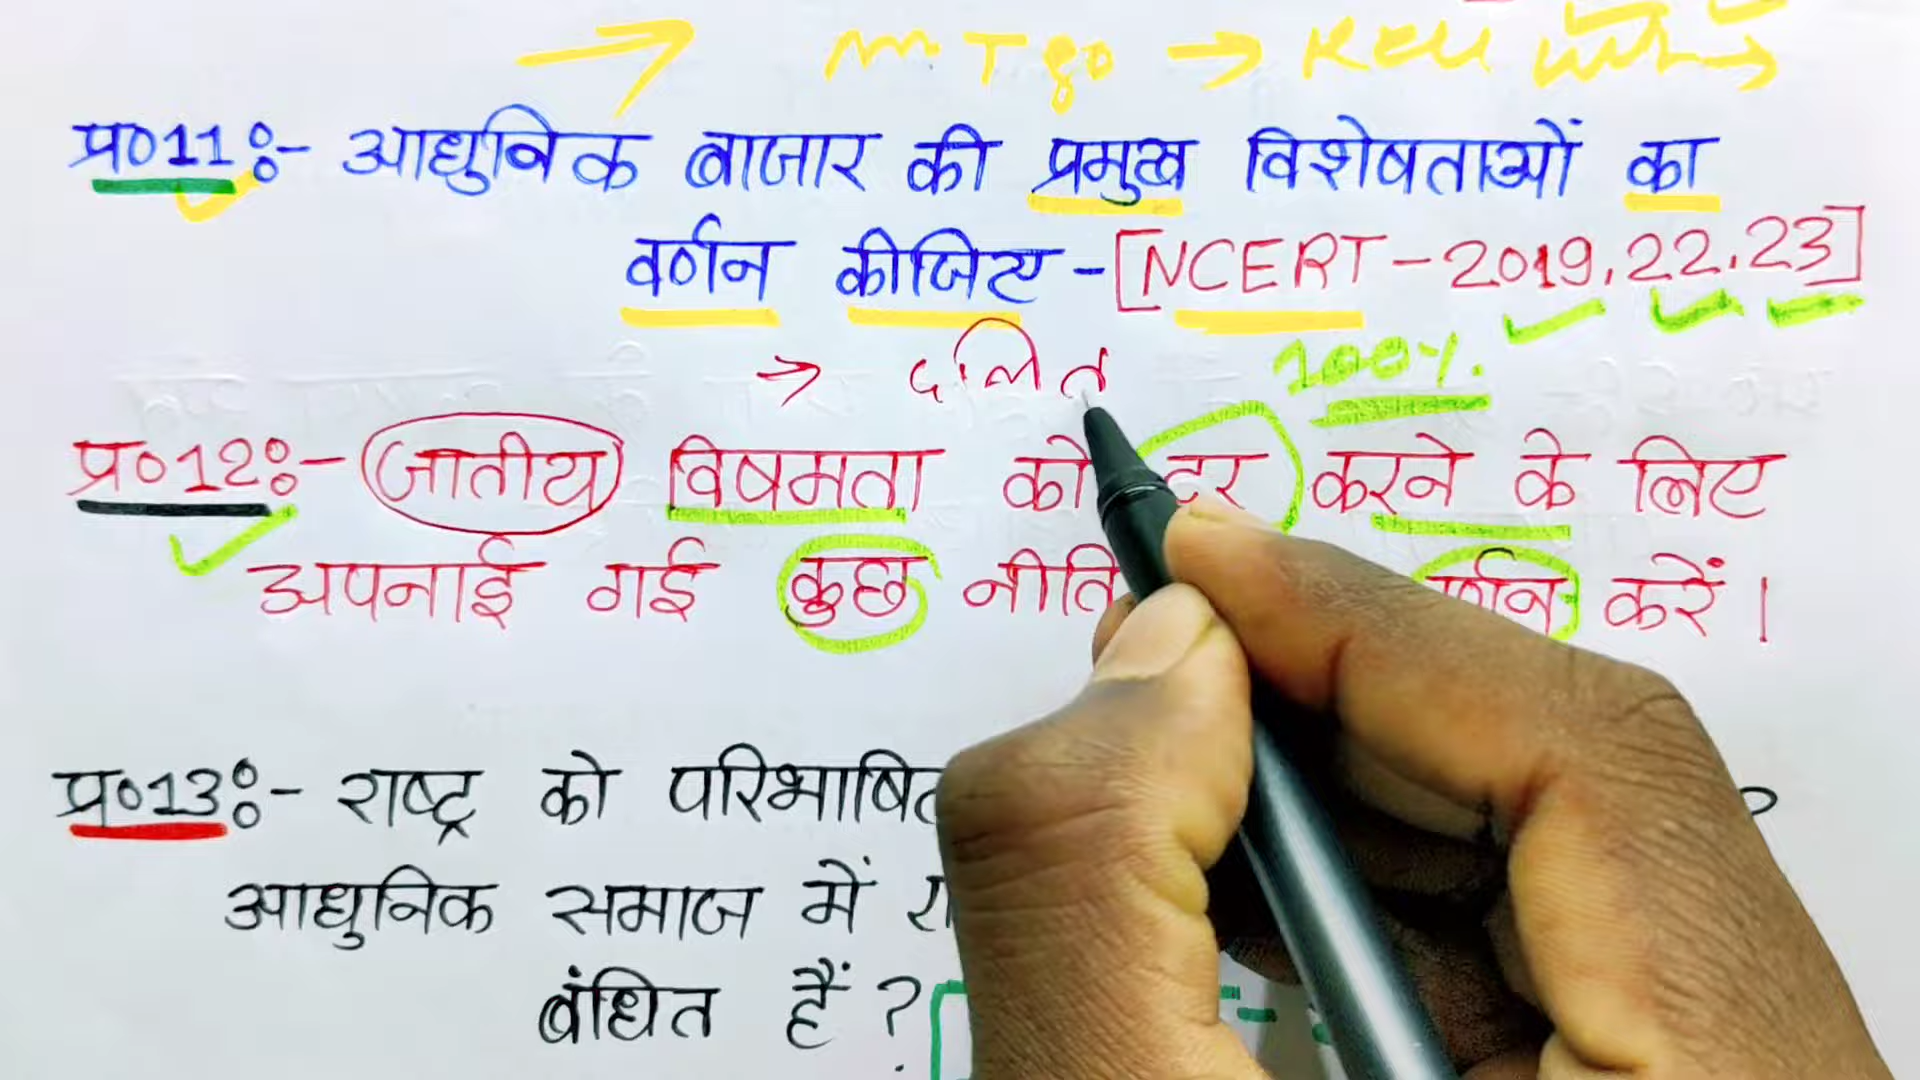 → →
प्र०11ः- आधुनिक बाजार की प्रमुख विशेषताओं का
वर्णन कीजिए - [NCERT - 2019, 22, 23]
→ दलित 100%.
प्र०12ः- जातीय विषमता को दूर करने के लिए
अपनाई गई कुछ नीति करें।
प्र०13ः- राष्ट्र को परिभाषित ?
आधुनिक समाज में
बंधित हैं ?